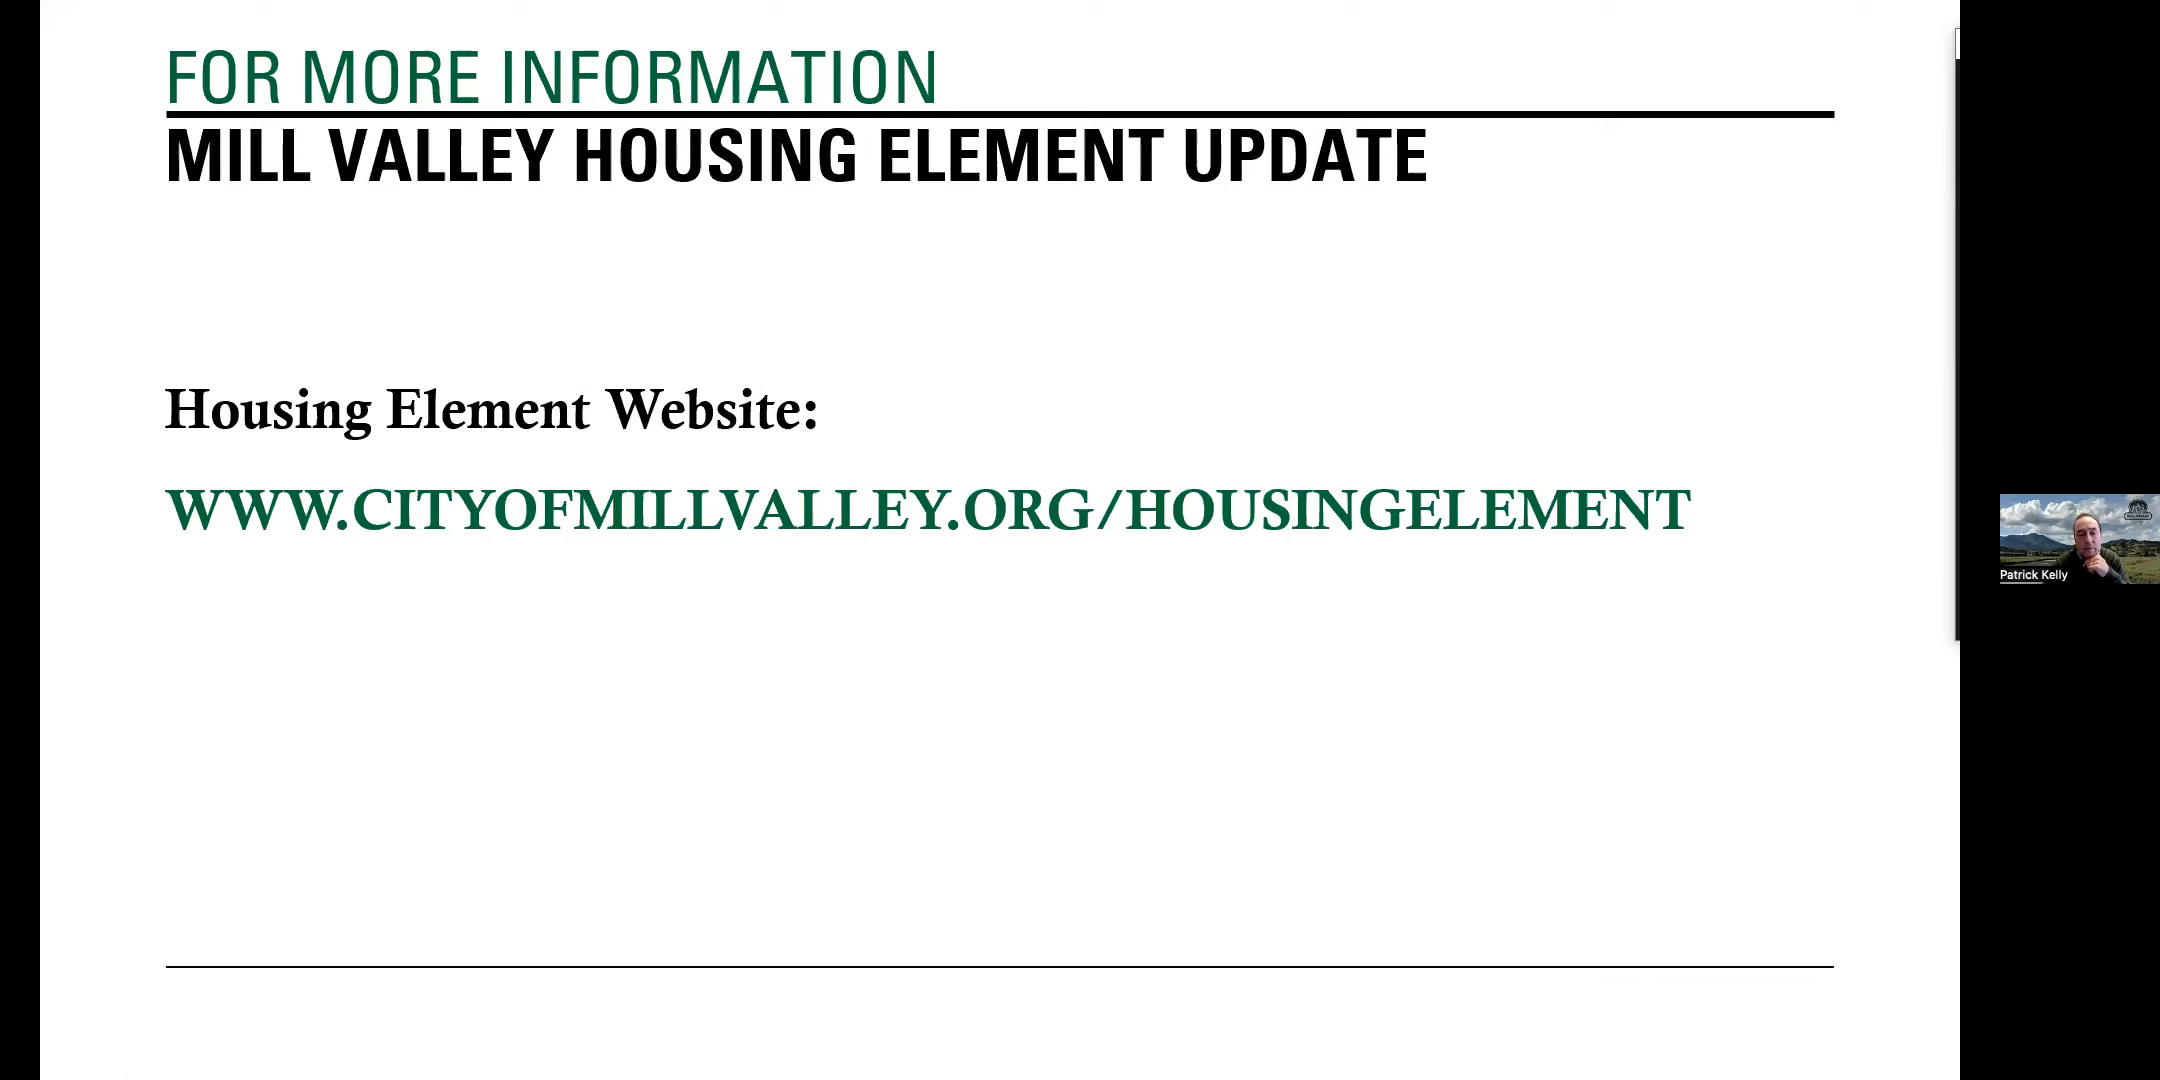 FOR MORE INFORMATION
MILL VALLEY HOUSING ELEMENT UPDATE
Housing Element Website:
WWW.CITYOFMILLVALLEY.ORG/HOUSINGELEMENT
Patrick Kelly